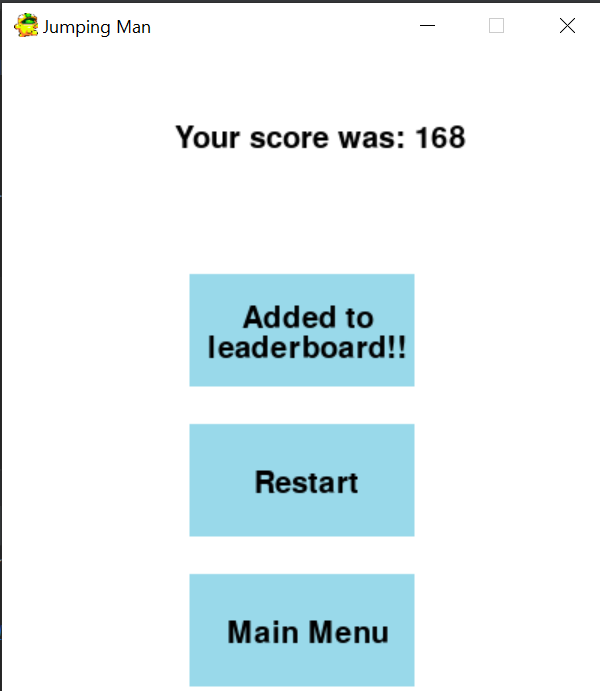 Jumping Man
Your score was: 168
Added to
leaderboard!!
Restart
Main Menu